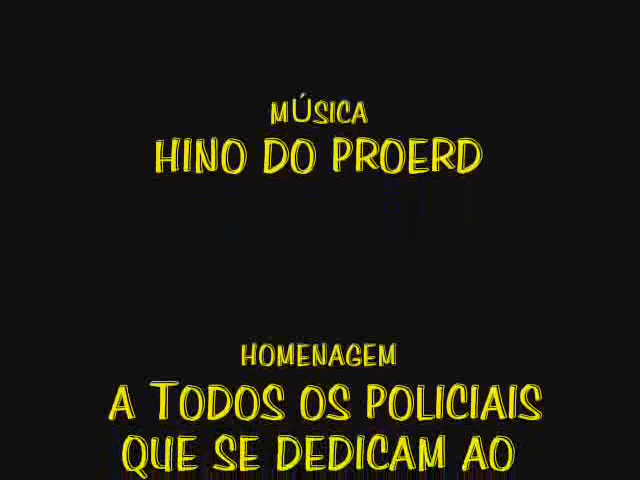 MÚSICA
HINO DO PROERD
HOMENAGEM
A TODOS OS POLICIAIS
QUE SE DEDICAM AO